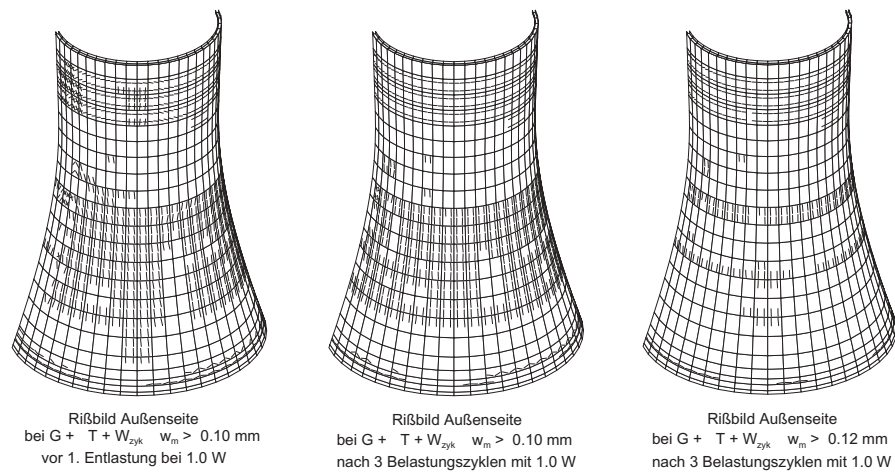 Rißbild Außenseite
bei G + T + W_zyk w_m > 0.10 mm
vor 1. Entlastung bei 1.0 W
Rißbild Außenseite
bei G + T + W_zyk w_m > 0.10 mm
nach 3 Belastungszyklen mit 1.0 W
Rißbild Außenseite
bei G + T + W_zyk w_m > 0.12 mm
nach 3 Belastungszyklen mit 1.0 W